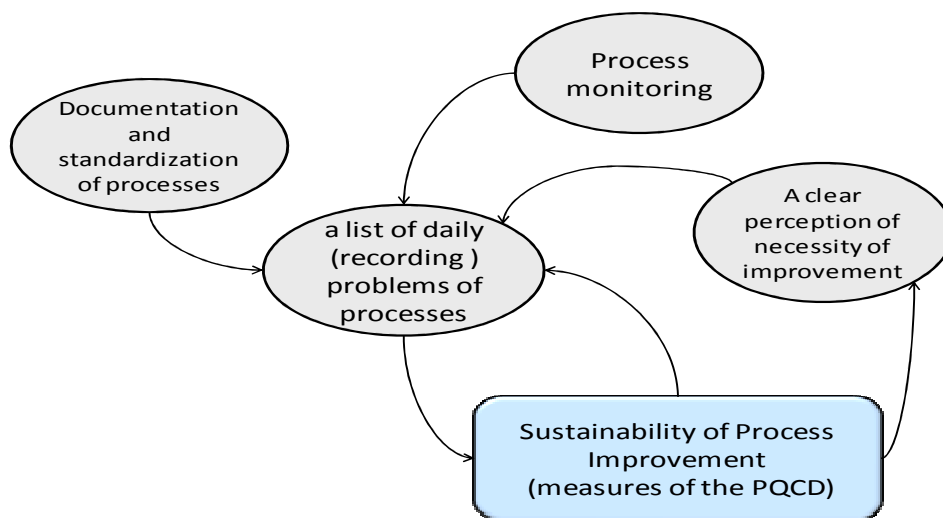 Process
monitoring
Documentation
and
standardization
of processes
A clear
perception of
necessity of
improvement
a list of daily
(recording )
problems of
processes
Sustainability of Process
Improvement
(measures of the PQCD)